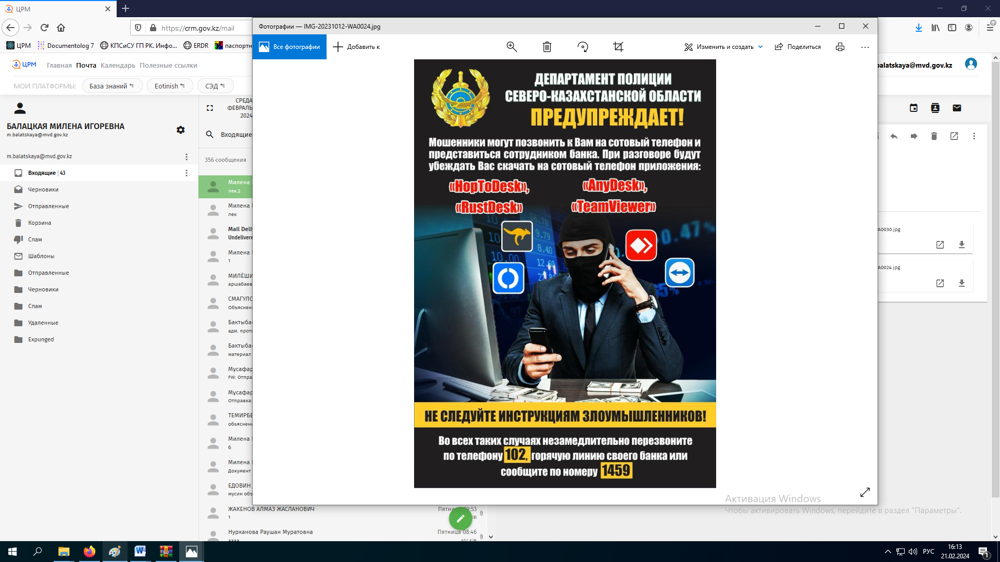 ЦРМ
https://crm.gov.kz/mail
ЦРМ
Documentolog 7
КПСиСУ ГП РК. Инфо...
ERDR
паспортн
ЦРМ
Главная Почта Календарь Полезные ссылки
balatskaya@mvd.gov.kz
МОИ ПЛАТФОРМЫ:
База знаний
Eotinish
СЭД
БАЛАЦКАЯ МИЛЕНА ИГОРЕВНА
m.balatskaya@mvd.gov.kz
m.balatskaya@mvd.gov.kz
Входящие | 43
Черновики
Отправленные
Корзина
Спам
Шаблоны
Отправленные
Черновики
Спам
Удаленные
Expunged
СРЕДА
ФЕВРАЛЬ
2024
Входящие
356 сообщения
Милена
лек.2
Милена
лек
Mail Deli
Undelivere
Милена
1
МИЛЁШИ
аршабаев
СМАГУЛО
Объяснен
Бактыба
адм. прото
Бактыба
материал
Мұсафар
FW: Отпра
Мұсафар
Отправка:
ТЕМИРБЕ
обьяснени
Милена
6
Милена
Документ
ЕДОВИН
мусин объ
ЖАКЕНОВ АЛМАЗ ЖАСЛАНОВИЧ
1
Нурканова Раушан Муратовна
Пятница 08:46
аааа
617 KiB
Фотографии — IMG-20231012-WA0024.jpg
Все фотографии
Добавить к
Изменить и создать
Поделиться
ДЕПАРТАМЕНТ ПОЛИЦИИ
СЕВЕРО-КАЗАХСТАНСКОЙ ОБЛАСТИ
ПРЕДУПРЕЖДАЕТ!
Мошенники могут позвонить к Вам на сотовый телефон и
представиться сотрудником банка. При разговоре будут
убеждать Вас скачать на сотовый телефон приложения:
«HopToDesk», «AnyDesk»,
«RustDesk» «TeamViewer»
НЕ СЛЕДУЙТЕ ИНСТРУКЦИЯМ ЗЛОУМЫШЛЕННИКОВ!
Во всех таких случаях незамедлительно перезвоните
по телефону 102, горячую линию своего банка или
сообщите по номеру 1459
A0030.jpg
A0024.jpg
Активация Windows
Чтобы активировать Windows, перейдите в раздел "Параметры".
РУС
16:13
21.02.2024
1